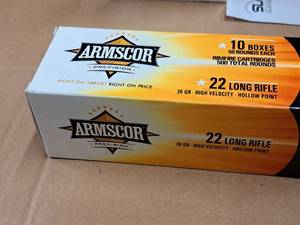 ★ 10 BOXES
50 ROUNDS EACH
RIMFIRE CARTRIDGES
500 TOTAL ROUNDS
ARMSCOR
PRECISION
RIGHT ON TARGET RIGHT ON PRICE
★ 22 LONG RIFLE
36 GR · HIGH VELOCITY · HOLLOW POINT
ARMSCOR
PRECISION
22 LONG RIFLE
36 GR · HIGH VELOCITY · HOLLOW POINT